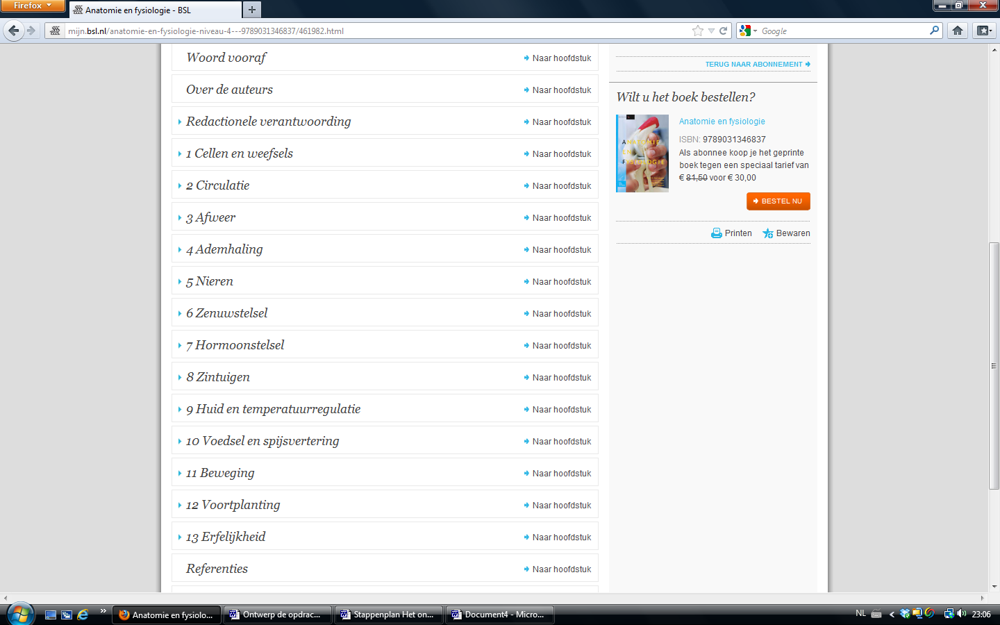 Firefox
Anatomie en fysiologie - BSL
mijn.bsl.nl/anatomie-en-fysiologie-niveau-4---9789031346837/461982.html
Google
Woord vooraf
Naar hoofdstuk
Over de auteurs
Naar hoofdstuk
Redactionele verantwoording
Naar hoofdstuk
1 Cellen en weefsels
Naar hoofdstuk
2 Circulatie
Naar hoofdstuk
3 Afweer
Naar hoofdstuk
4 Ademhaling
Naar hoofdstuk
5 Nieren
Naar hoofdstuk
6 Zenuwstelsel
Naar hoofdstuk
7 Hormoonstelsel
Naar hoofdstuk
8 Zintuigen
Naar hoofdstuk
9 Huid en temperatuurregulatie
Naar hoofdstuk
10 Voedsel en spijsvertering
Naar hoofdstuk
11 Beweging
Naar hoofdstuk
12 Voortplanting
Naar hoofdstuk
13 Erfelijkheid
Naar hoofdstuk
Referenties
Naar hoofdstuk
TERUG NAAR ABONNEMENT
Wilt u het boek bestellen?
ANATOMIE
EN
FYSIOLOGIE
Anatomie en fysiologie
ISBN: 9789031346837
Als abonnee koop je het geprinte
boek tegen een speciaal tarief van
€ 81,50 voor € 30,00
BESTEL NU
Printen
Bewaren
Anatomie en fysiolo...
Ontwerp de opdrac...
Stappenplan Het on...
Document4 - Micro...
NL
23:06